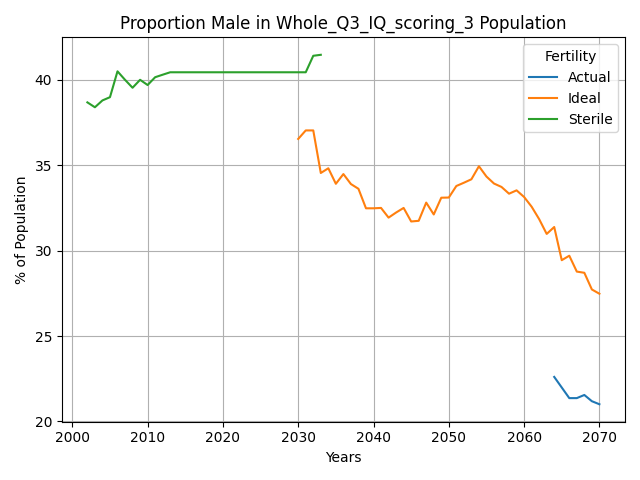 Proportion Male in Whole_Q3_IQ_scoring_3 Population
Fertility
Actual
Ideal
Sterile
% of Population
40
35
30
25
20
2000 2010 2020 2030 2040 2050 2060 2070
Years